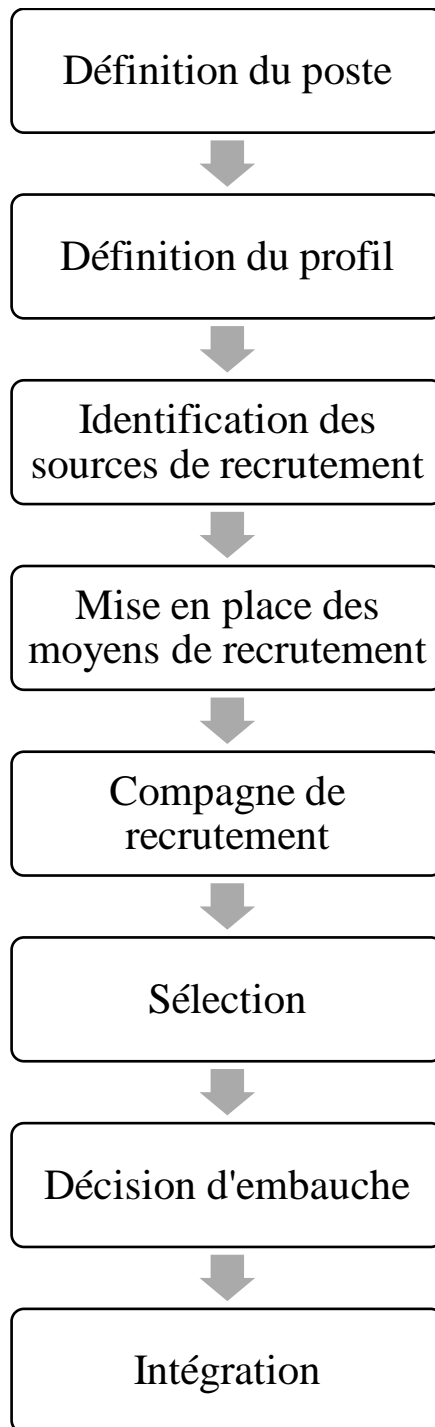 Définition du poste
Définition du profil
Identification des
sources de recrutement
Mise en place des
moyens de recrutement
Compagne de
recrutement
Sélection
Décision d'embauche
Intégration